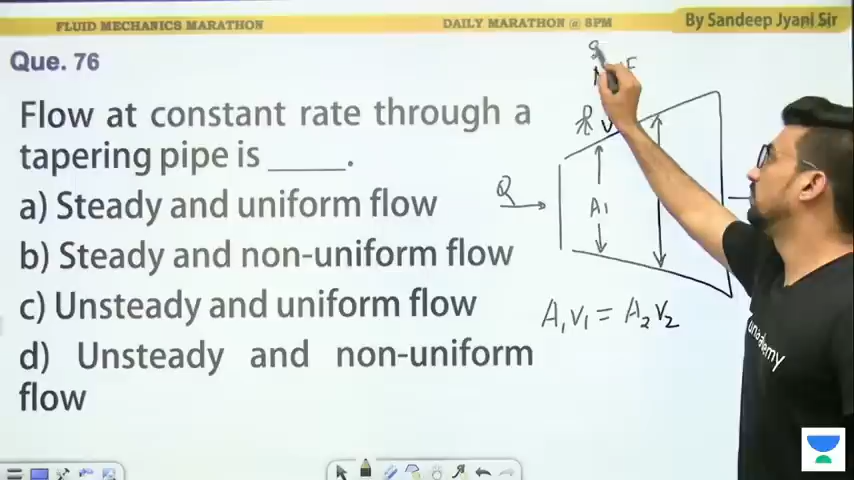 FLUID MECHANICS MARATHON
DAILY MARATHON @ 8PM
By Sandeep Jyani Sir
Que. 76
Flow at constant rate through a
tapering pipe is _____.
a) Steady and uniform flow
b) Steady and non-uniform flow
c) Unsteady and uniform flow
d) Unsteady and non-uniform
flow
Q
A₁
A₁V₁ = A₂V₂
unademy